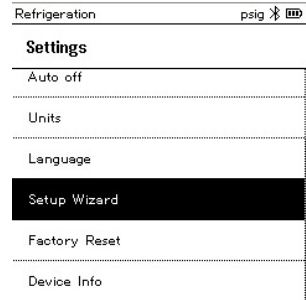 Refrigeration psig
Settings
Auto off
Units
Language
Setup Wizard
Factory Reset
Device Info